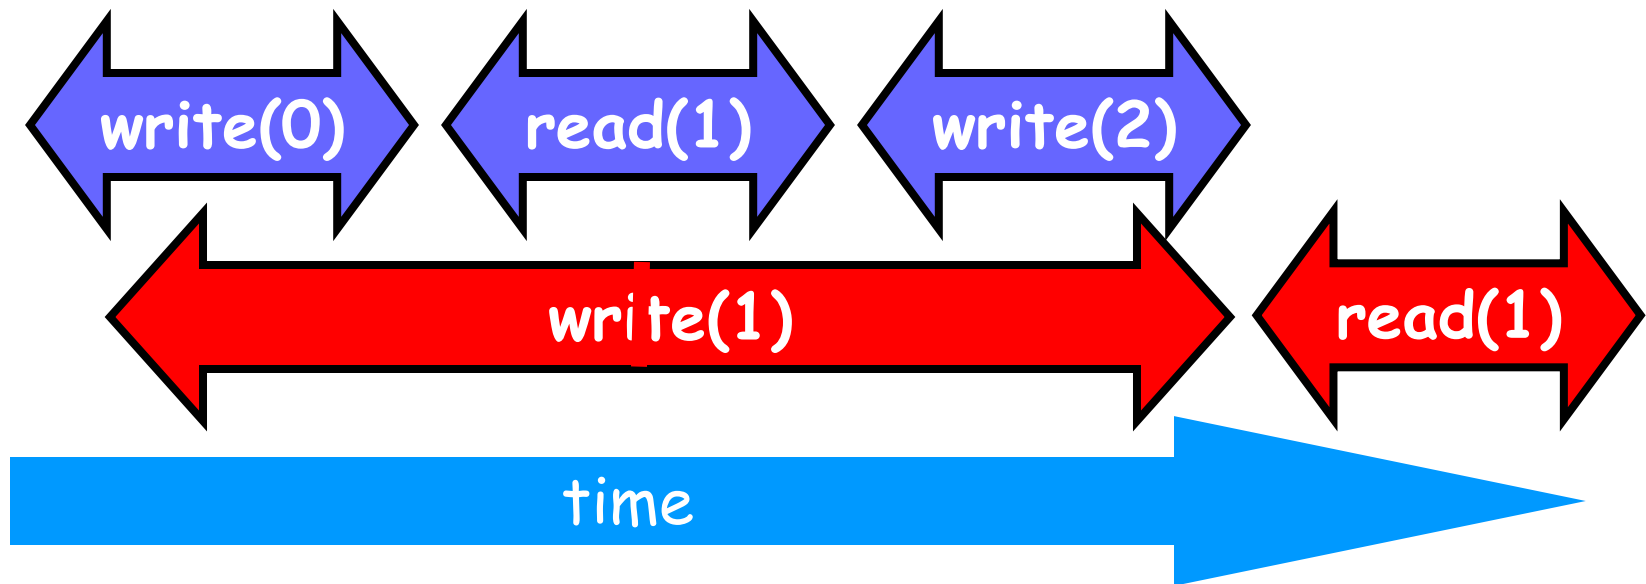 write(0) read(1) write(2)
write(1) read(1)
time